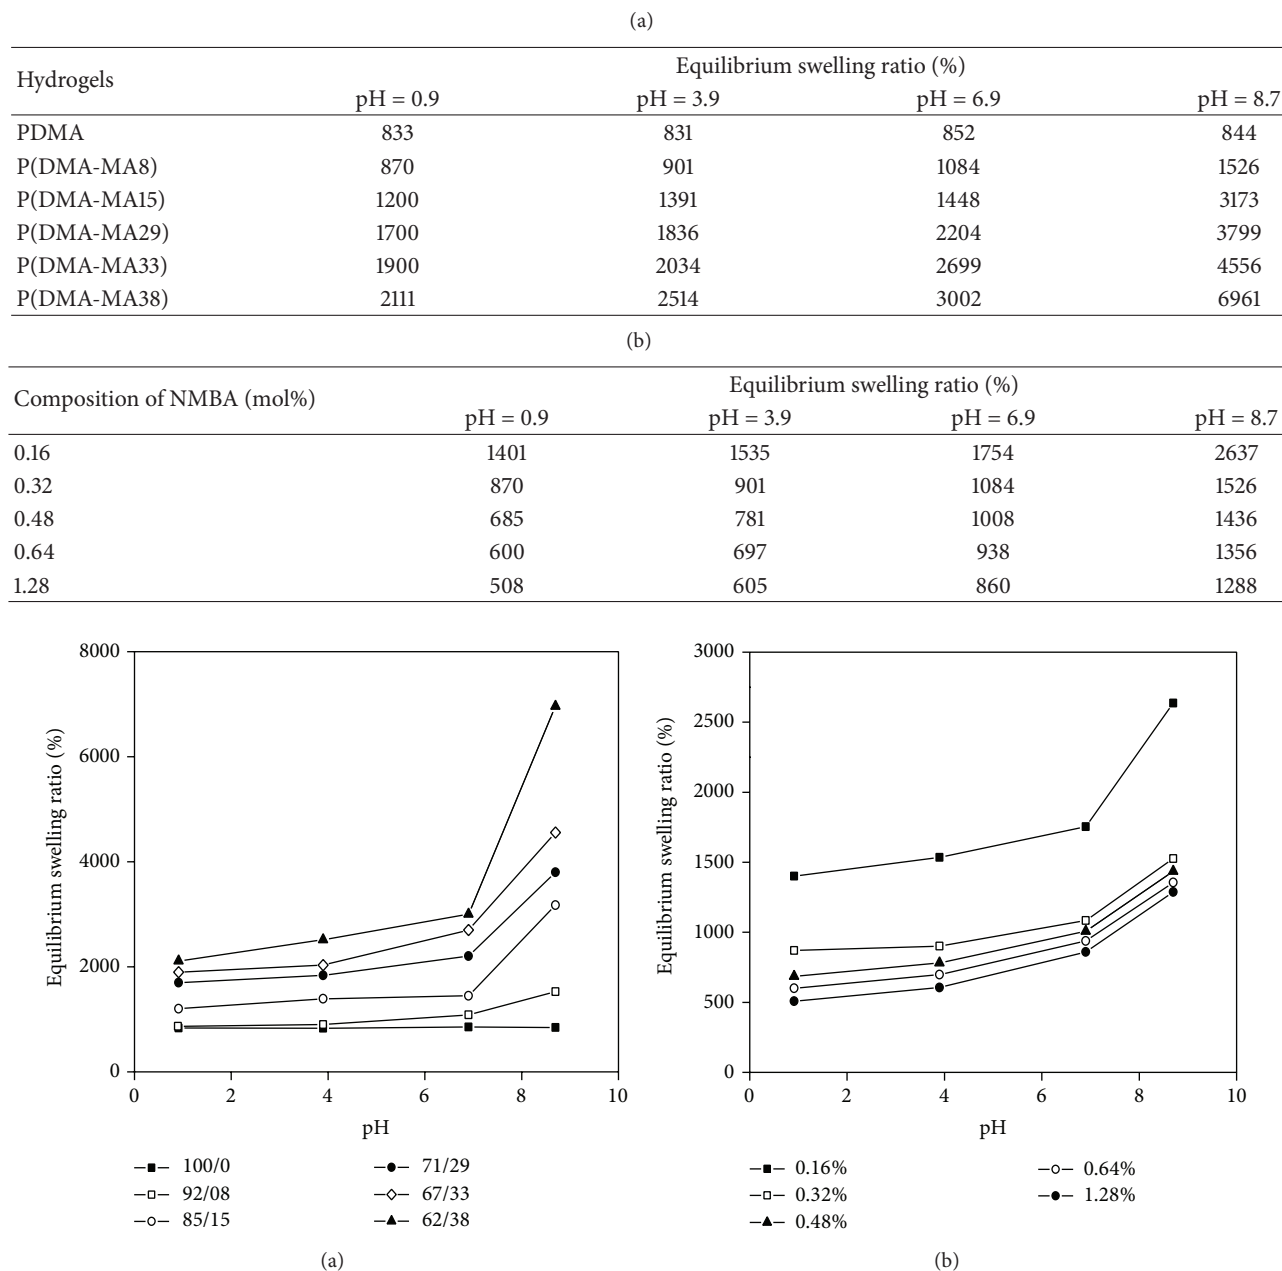 (a)
Hydrogels
Equilibrium swelling ratio (%)
pH = 0.9 pH = 3.9 pH = 6.9 pH = 8.7
PDMA 833 831 852 844
P(DMA-MA8) 870 901 1084 1526
P(DMA-MA15) 1200 1391 1448 3173
P(DMA-MA29) 1700 1836 2204 3799
P(DMA-MA33) 1900 2034 2699 4556
P(DMA-MA38) 2111 2514 3002 6961
(b)
Composition of NMBA (mol%)
Equilibrium swelling ratio (%)
pH = 0.9 pH = 3.9 pH = 6.9 pH = 8.7
0.16 1401 1535 1754 2637
0.32 870 901 1084 1526
0.48 685 781 1008 1436
0.64 600 697 938 1356
1.28 508 605 860 1288
Equilibrium swelling ratio (%)
8000
6000
4000
2000
0
0 2 4 6 8 10
pH
100/0 71/29
92/08 67/33
85/15 62/38
(a)
Equilibrium swelling ratio (%)
3000
2500
2000
1500
1000
500
0
0 2 4 6 8 10
pH
0.16% 0.64%
0.32% 1.28%
0.48%
(b)